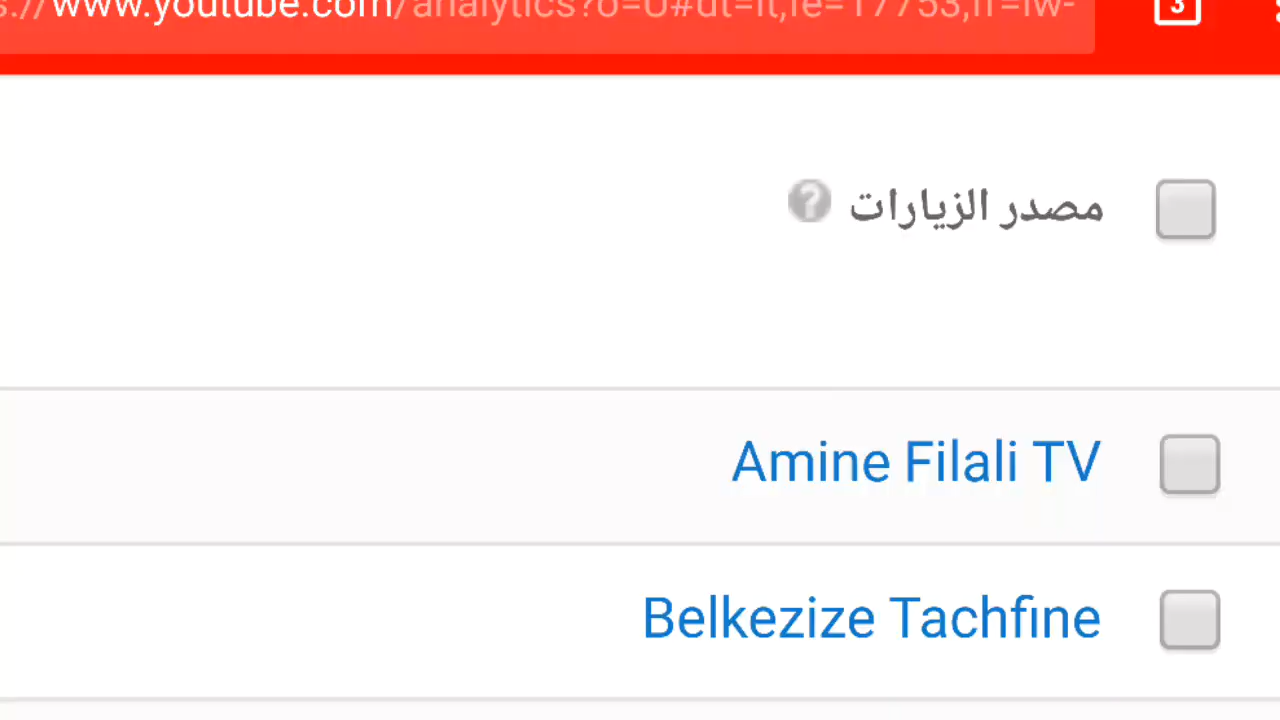 www.youtube.com/analytics?o=U#dt=lt,fe=17753,fr=lw-
3
مصدر الزيارات ?
Amine Filali TV
Belkezize Tachfine